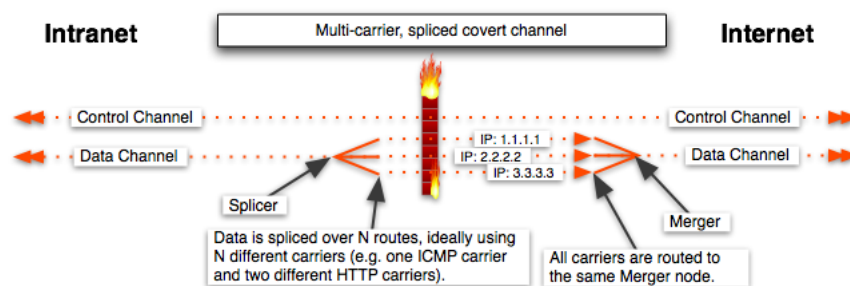 Intranet
Multi-carrier, spliced covert channel
Internet
Control Channel
Control Channel
IP: 1.1.1.1
Data Channel
IP: 2.2.2.2
Data Channel
IP: 3.3.3.3
Splicer
Merger
Data is spliced over N routes, ideally using
N different carriers (e.g. one ICMP carrier
and two different HTTP carriers).
All carriers are routed to
the same Merger node.